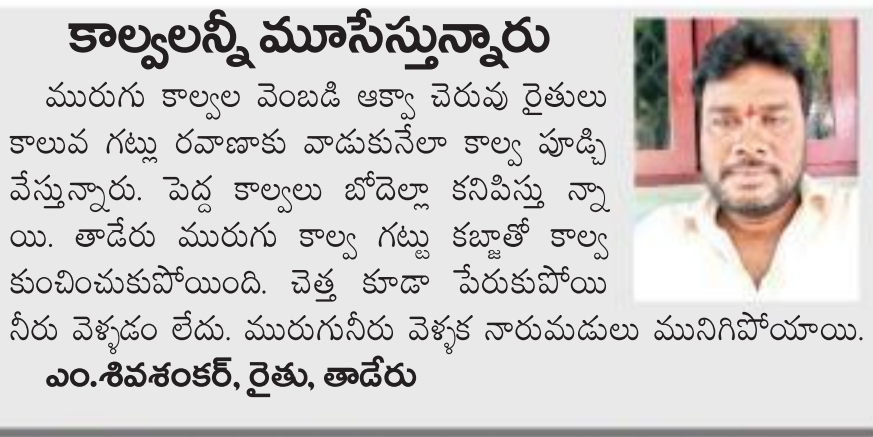 కాల్వలన్నీ మూసేస్తున్నారు
మురుగు కాల్వల వెంబడి ఆక్వా చెరువు రైతులు
కాలువ గట్లు రవాణాకు వాడుకునేలా కాల్వ పూడ్చి
వేస్తున్నారు. పెద్ద కాల్వలు బోదెల్లా కనిపిస్తు న్నా
యి. తాడేరు మురుగు కాల్వ గట్టు కబ్జాతో కాల్వ
కుంచించుకుపోయింది. చెత్త కూడా పేరుకుపోయి
నీరు వెళ్ళడం లేదు. మురుగునీరు వెళ్ళక నారుమడులు మునిగిపోయాయి.
ఎం.శివశంకర్, రైతు, తాడేరు